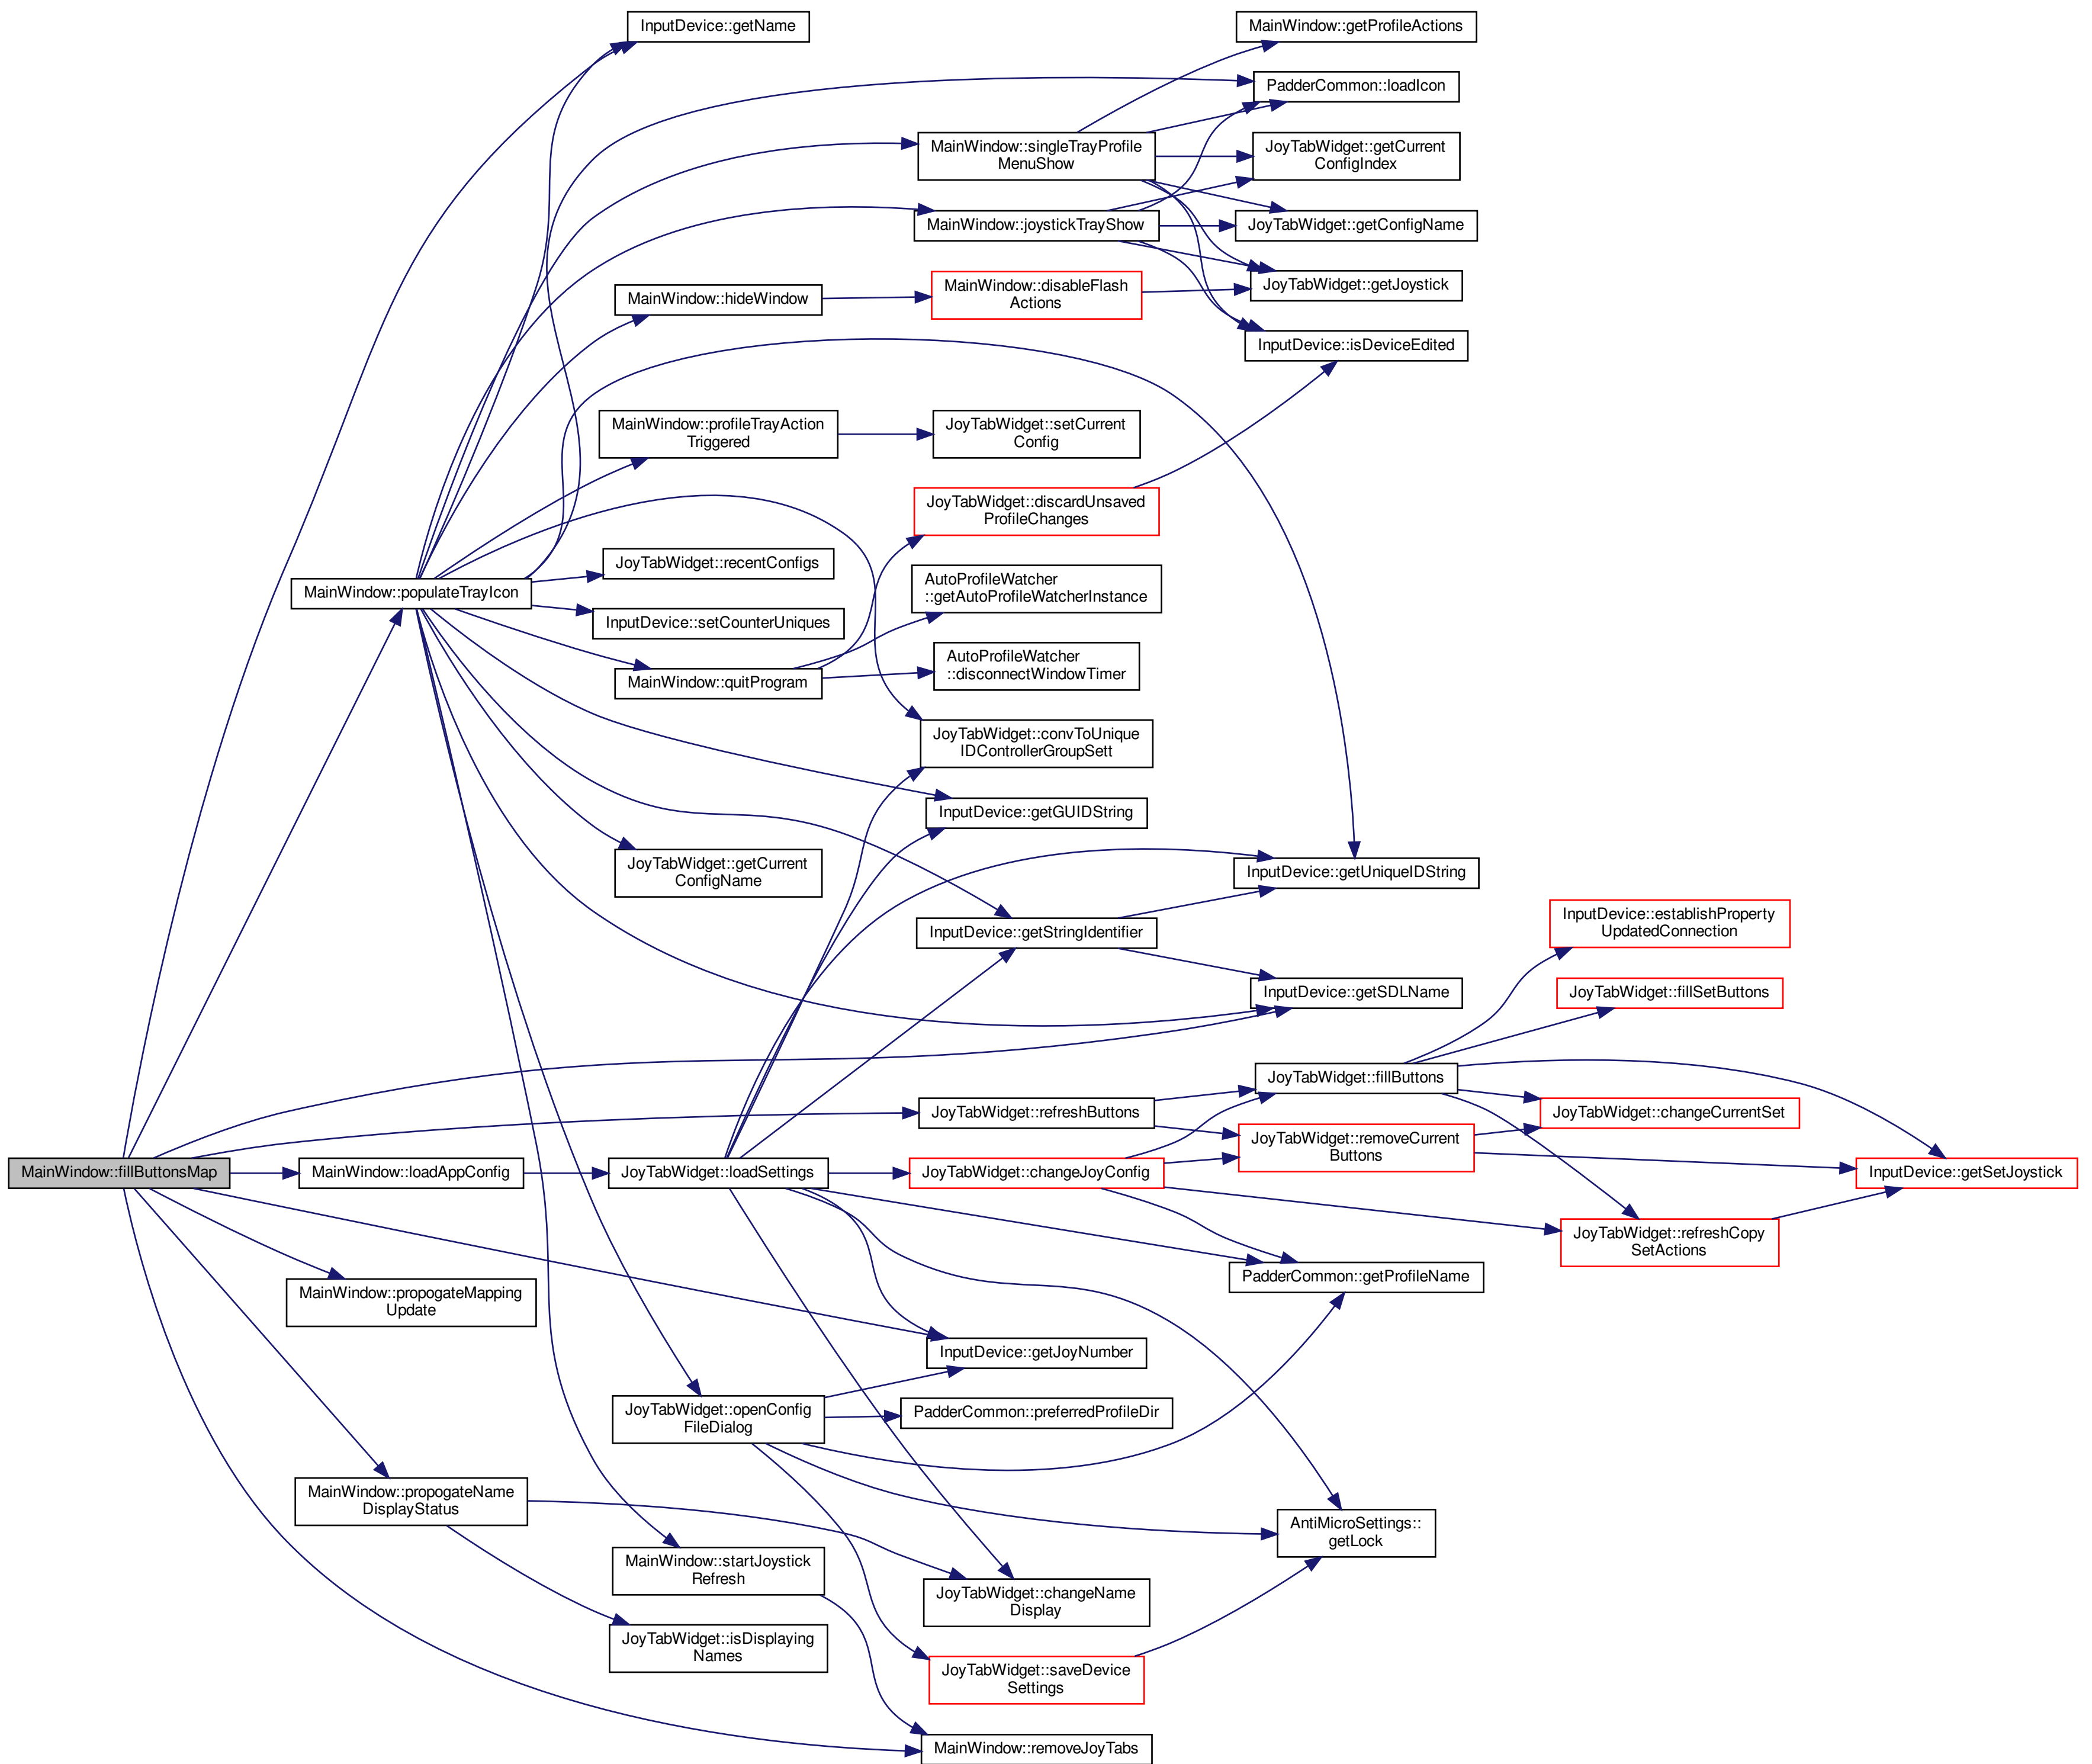 InputDevice::getName
MainWindow::getProfileActions
PadderCommon::loadIcon
MainWindow::singleTrayProfile
MenuShow
JoyTabWidget::getCurrent
ConfigIndex
MainWindow::joystickTrayShow
JoyTabWidget::getConfigName
MainWindow::hideWindow
MainWindow::disableFlash
Actions
JoyTabWidget::getJoystick
InputDevice::isDeviceEdited
MainWindow::profileTrayAction
Triggered
JoyTabWidget::setCurrent
Config
JoyTabWidget::discardUnsaved
ProfileChanges
JoyTabWidget::recentConfigs
AutoProfileWatcher
::getAutoProfileWatcherInstance
MainWindow::populateTrayIcon
InputDevice::setCounterUniques
MainWindow::quitProgram
AutoProfileWatcher
::disconnectWindowTimer
JoyTabWidget::convToUnique
IDControllerGroupSett
InputDevice::getGUIDString
JoyTabWidget::getCurrent
ConfigName
InputDevice::getUniqueIDString
InputDevice::getStringIdentifier
InputDevice::establishProperty
UpdatedConnection
InputDevice::getSDLName
JoyTabWidget::fillSetButtons
JoyTabWidget::fillButtons
JoyTabWidget::refreshButtons
JoyTabWidget::changeCurrentSet
JoyTabWidget::removeCurrent
Buttons
MainWindow::fillButtonsMap
MainWindow::loadAppConfig
JoyTabWidget::loadSettings
JoyTabWidget::changeJoyConfig
InputDevice::getSetJoystick
JoyTabWidget::refreshCopy
SetActions
PadderCommon::getProfileName
MainWindow::propogateMapping
Update
InputDevice::getJoyNumber
JoyTabWidget::openConfig
FileDialog
PadderCommon::preferredProfileDir
MainWindow::propogateName
DisplayStatus
AntiMicroSettings::
getLock
MainWindow::startJoystick
Refresh
JoyTabWidget::changeName
Display
JoyTabWidget::isDisplaying
Names
JoyTabWidget::saveDevice
Settings
MainWindow::removeJoyTabs